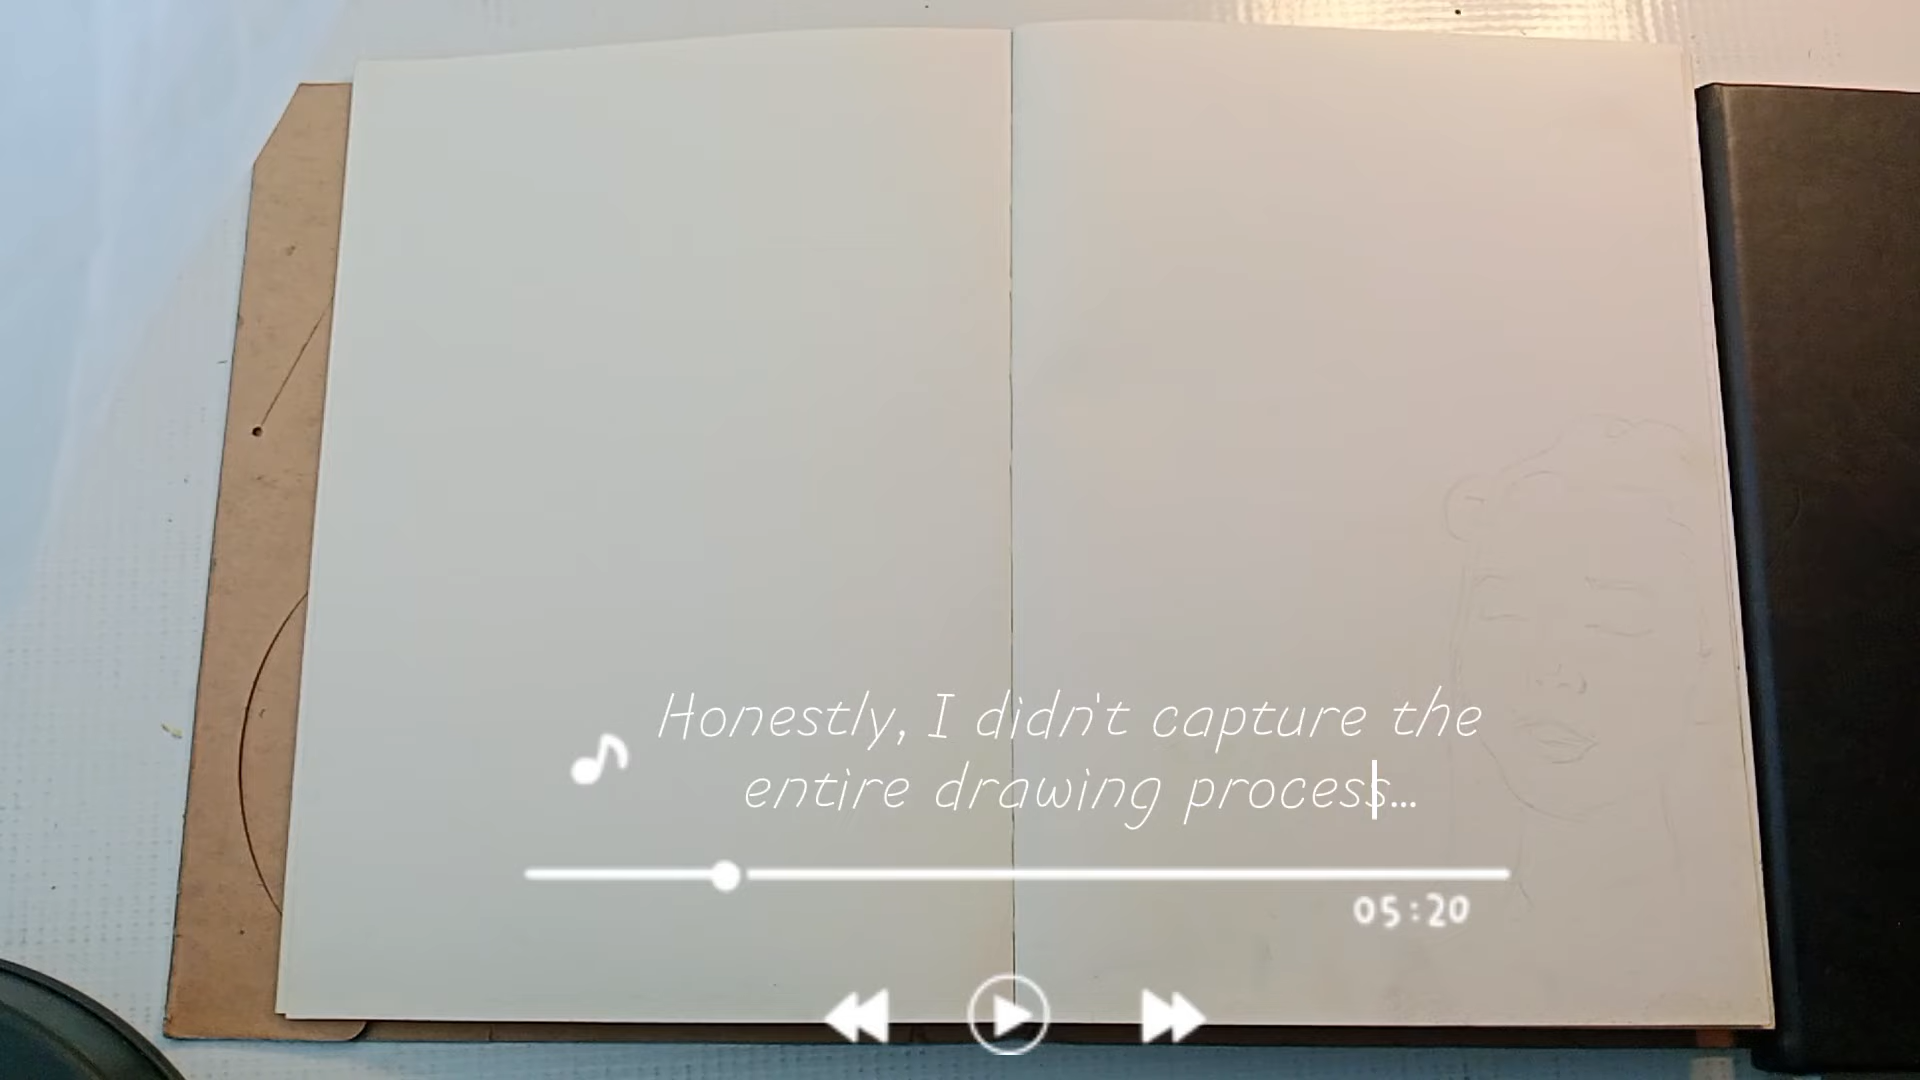 Honestly, I didn't capture the
entire drawing process...
05:20